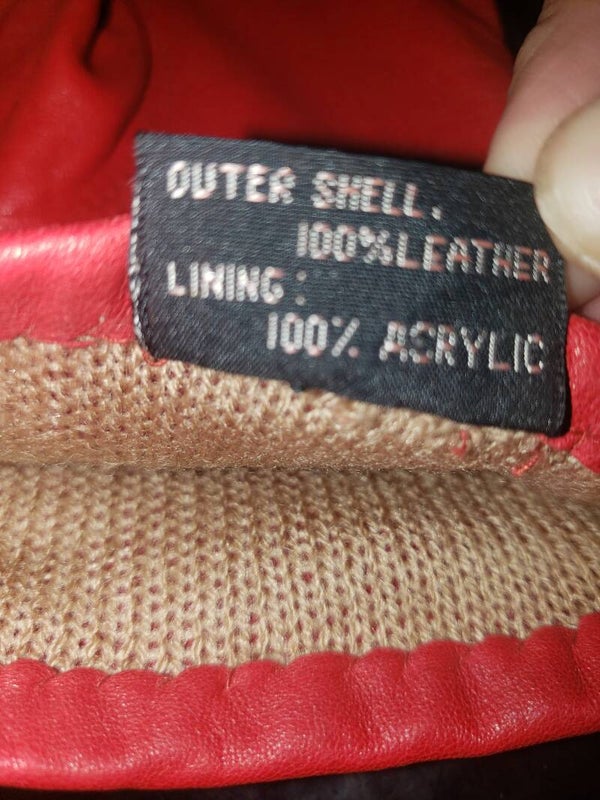 OUTER SHELL.
100%LEATHER
LINING:
100% ACRYLIC